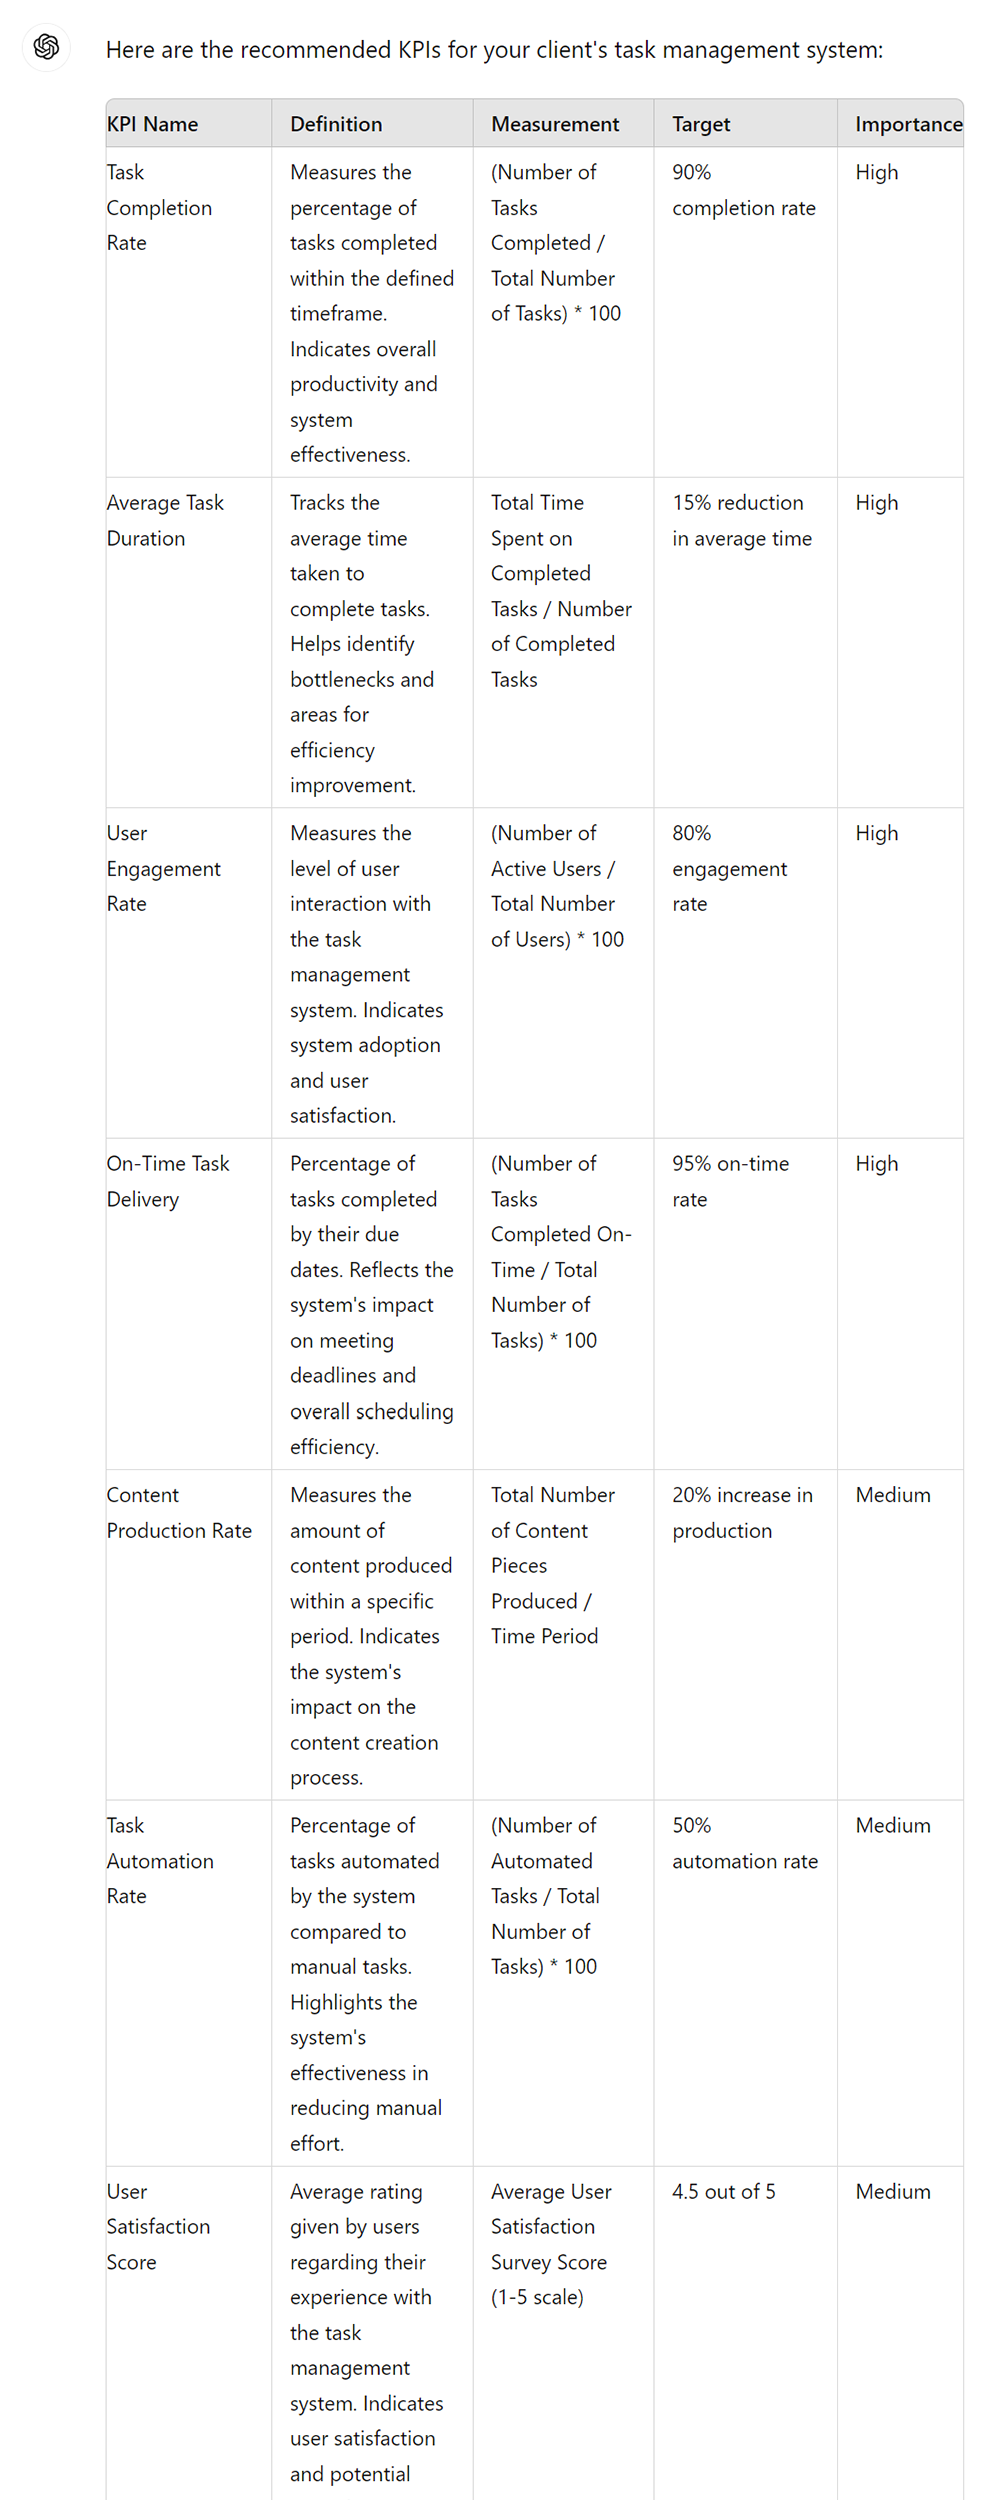 Here are the recommended KPIs for your client's task management system:
KPI Name
Definition
Measurement
Target
Importance
Task
Completion
Rate
Measures the
percentage of
tasks completed
within the defined
timeframe.
Indicates overall
productivity and
system
effectiveness.
(Number of
Tasks
Completed /
Total Number
of Tasks) * 100
90%
completion rate
High
Average Task
Duration
Tracks the
average time
taken to
complete tasks.
Helps identify
bottlenecks and
areas for
efficiency
improvement.
Total Time
Spent on
Completed
Tasks / Number
of Completed
Tasks
15% reduction
in average time
High
User
Engagement
Rate
Measures the
level of user
interaction with
the task
management
system. Indicates
system adoption
and user
satisfaction.
(Number of
Active Users /
Total Number
of Users) * 100
80%
engagement
rate
High
On-Time Task
Delivery
Percentage of
tasks completed
by their due
dates. Reflects the
system's impact
on meeting
deadlines and
overall scheduling
efficiency.
(Number of
Tasks
Completed On-
Time / Total
Number of
Tasks) * 100
95% on-time
rate
High
Content
Production Rate
Measures the
amount of
content produced
within a specific
period. Indicates
the system's
impact on the
content creation
process.
Total Number
of Content
Pieces
Produced /
Time Period
20% increase in
production
Medium
Task
Automation
Rate
Percentage of
tasks automated
by the system
compared to
manual tasks.
Highlights the
system's
effectiveness in
reducing manual
effort.
(Number of
Automated
Tasks / Total
Number of
Tasks) * 100
50%
automation rate
Medium
User
Satisfaction
Score
Average rating
given by users
regarding their
experience with
the task
management
system. Indicates
user satisfaction
and potential
Average User
Satisfaction
Survey Score
(1-5 scale)
4.5 out of 5
Medium